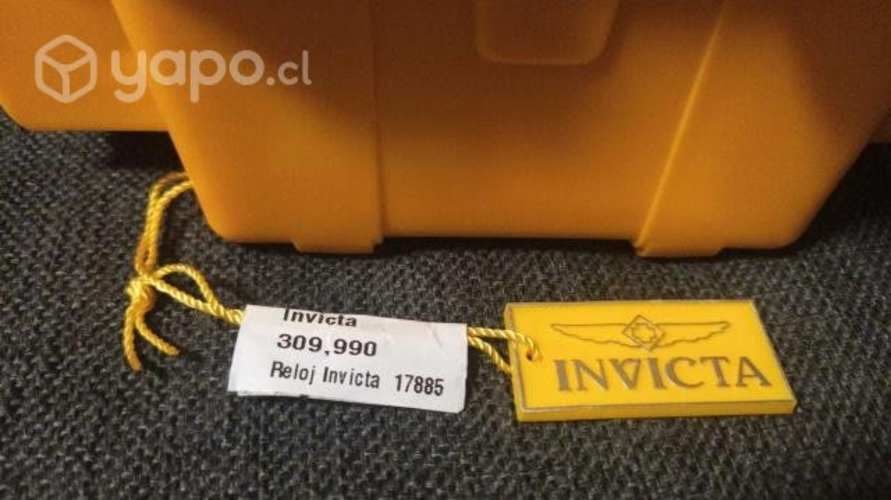 yapo.cl
Invicta
309,990
Reloj Invicta 17885
INVICTA